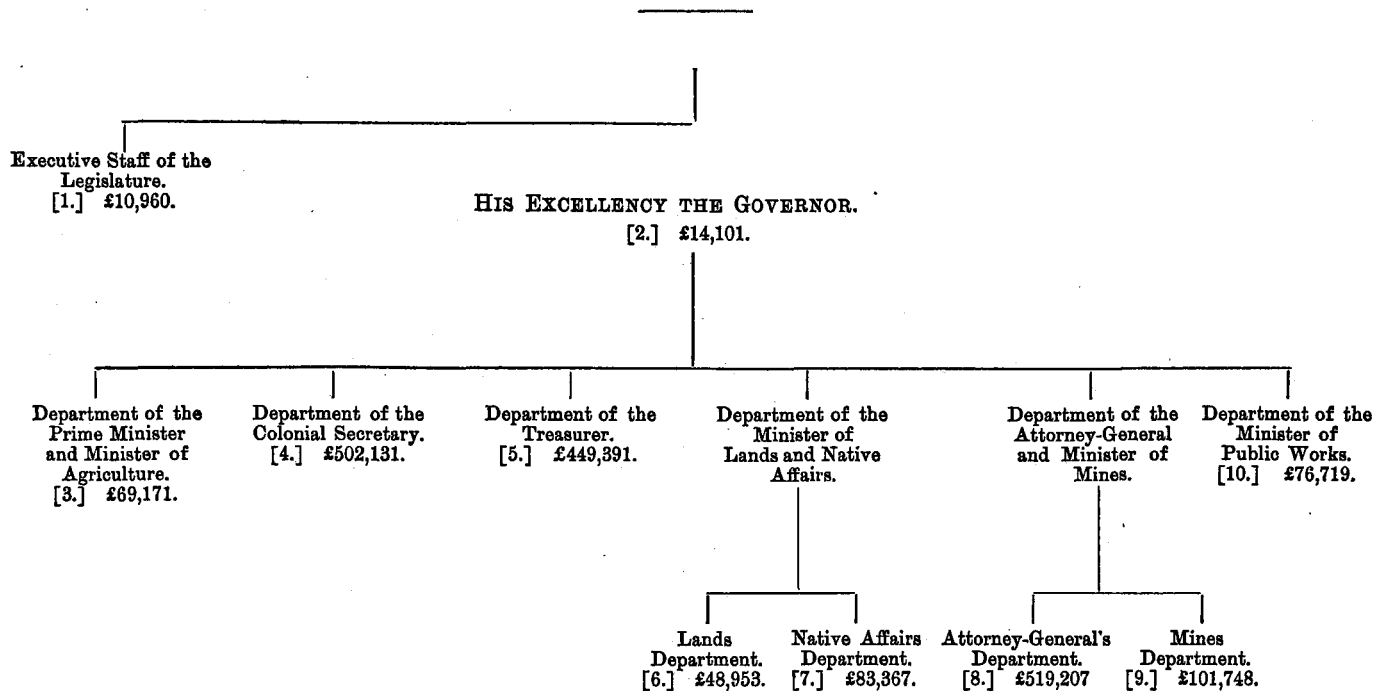 Executive Staff of the
Legislature.
[1.] £10,960.
HIS EXCELLENCY THE GOVERNOR.
[2.] £14,101.
Department of the
Prime Minister
and Minister of
Agriculture.
[3.] £69,171.
Department of the
Colonial Secretary.
[4.] £502,131.
Department of the
Treasurer.
[5.] £449,391.
Department of the
Minister of
Lands and Native
Affairs.
Department of the
Attorney-General
and Minister of
Mines.
Department of the
Minister of
Public Works.
[10.] £76,719.
Lands
Department.
[6.] £48,953.
Native Affairs
Department.
[7.] £83,367.
Attorney-General's
Department.
[8.] £519,207
Mines
Department.
[9.] £101,748.